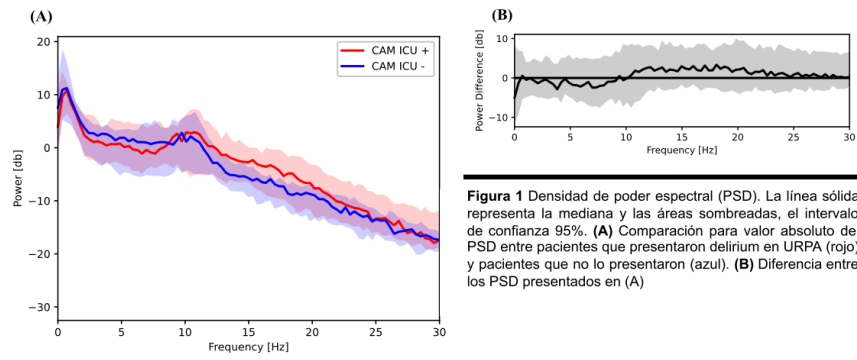 (A)
20
10
0
−10
−20
−30
Power [db]
0 5 10 15 20 25 30
Frequency [Hz]
CAM ICU +
CAM ICU -
(B)
10
0
−10
Power Difference [db]
0 5 10 15 20 25 30
Frequency [Hz]
Figura 1 Densidad de poder espectral (PSD). La línea sólida
representa la mediana y las áreas sombreadas, el intervalo
de confianza 95%. (A) Comparación para valor absoluto de
PSD entre pacientes que presentaron delirium en URPA (rojo)
y pacientes que no lo presentaron (azul). (B) Diferencia entre
los PSD presentados en (A)